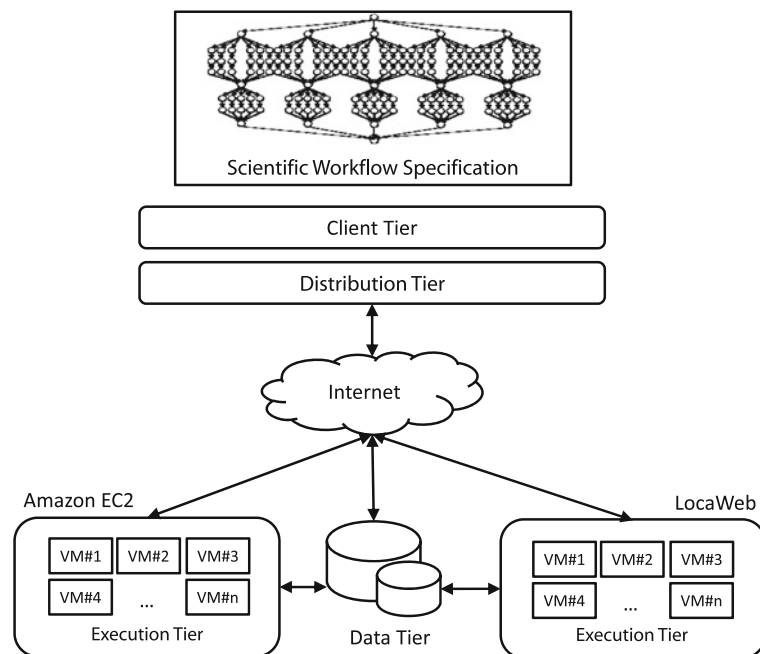 Scientific Workflow Specification
Client Tier
Distribution Tier
Internet
Amazon EC2
VM#1 VM#2 VM#3
VM#4 ... VM#n
Execution Tier
Data Tier
LocaWeb
VM#1 VM#2 VM#3
VM#4 ... VM#n
Execution Tier